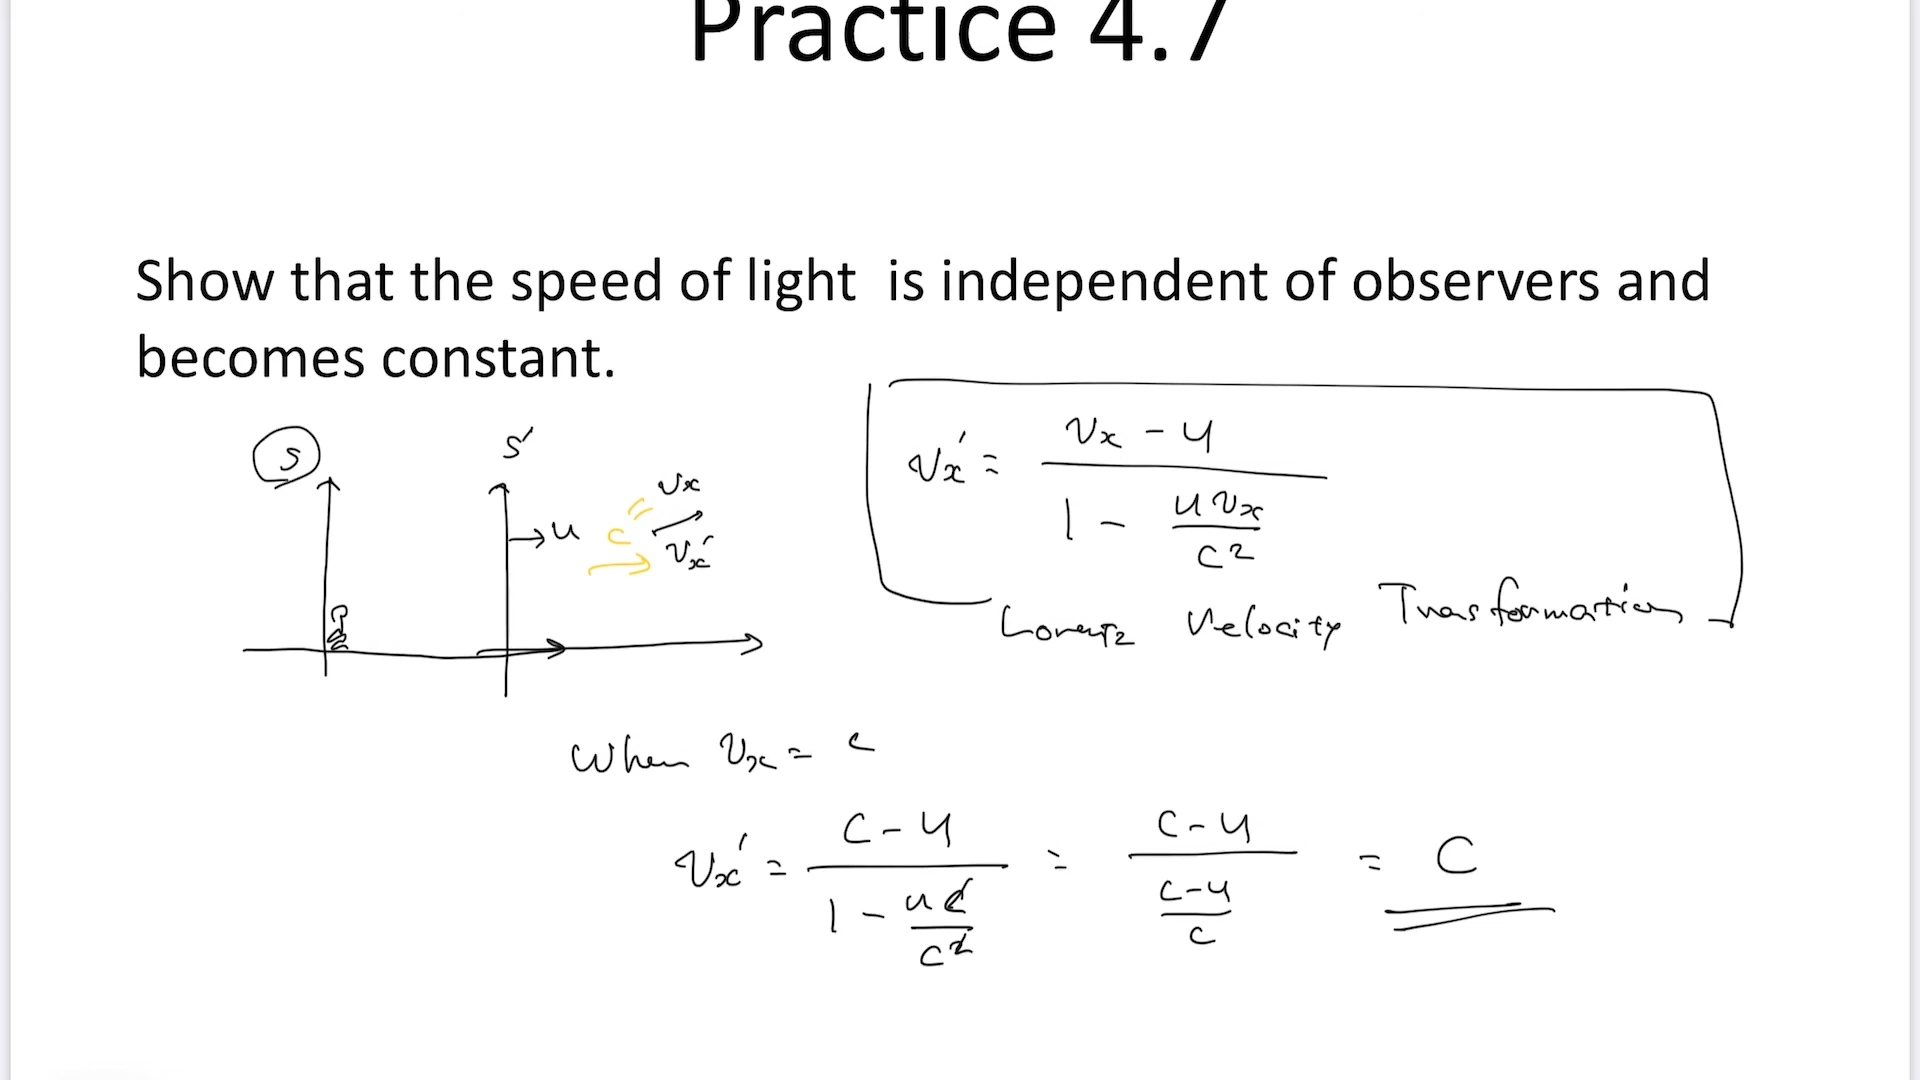 Practice 4.7
Show that the speed of light is independent of observers and
becomes constant.
S
S'
u
c
Vx
Vx'
Vx' = (Vx - u) / (1 - uVx/c²)
Lorentz Velocity Transformation
When Vx = c
Vx' = (c - u) / (1 - uc/c²) = (c - u) / ((c - u)/c) = c